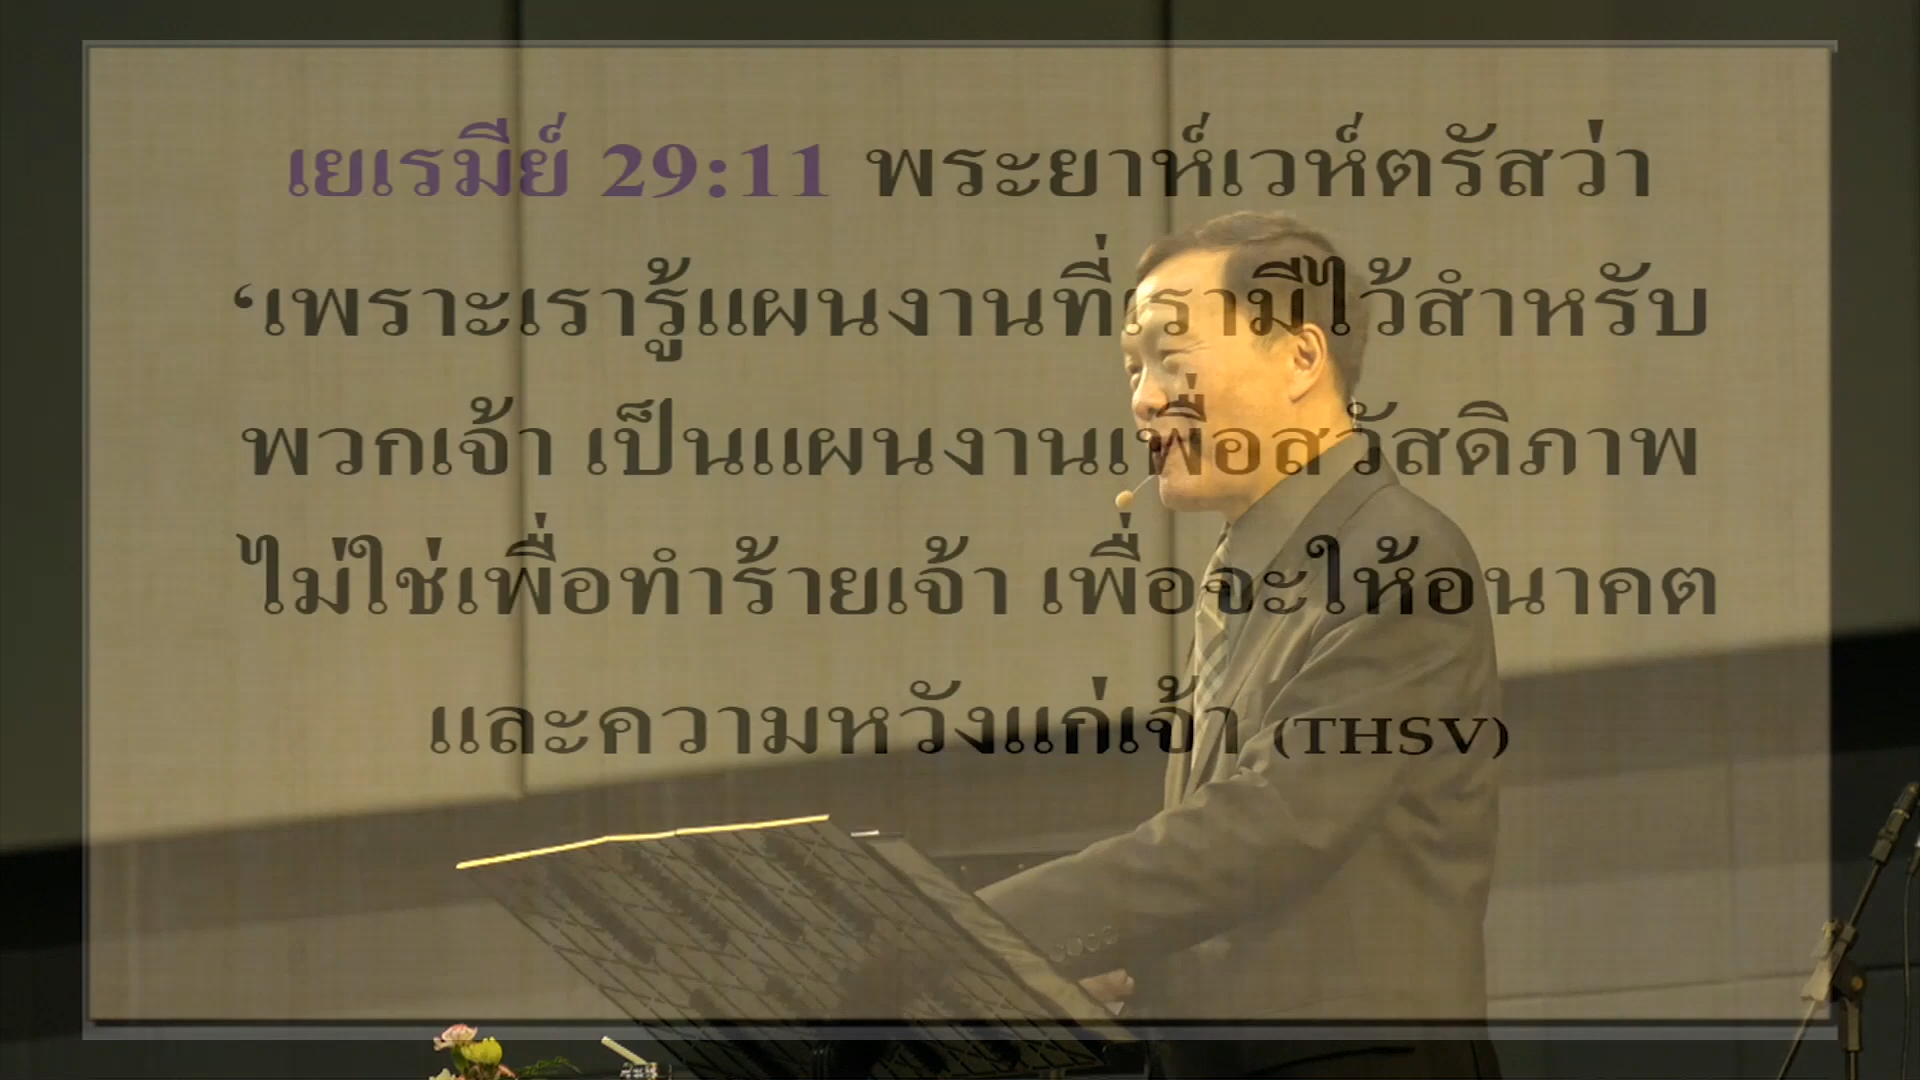 เยเรมีย์ 29:11 พระยาห์เวห์ตรัสว่า
‘เพราะเรารู้แผนงานที่เรามีไว้สำหรับ
พวกเจ้า เป็นแผนงานเพื่อสวัสดิภาพ
ไม่ใช่เพื่อทำร้ายเจ้า เพื่อจะให้อนาคต
และความหวังแก่เจ้า (THSV)